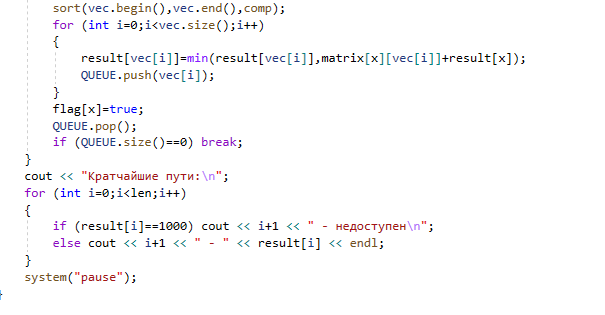 sort(vec.begin(),vec.end(),comp);
for (int i=0;i<vec.size();i++)
{
result[vec[i]]=min(result[vec[i]],matrix[x][vec[i]]+result[x]);
QUEUE.push(vec[i]);
}
flag[x]=true;
QUEUE.pop();
if (QUEUE.size()==0) break;
}
cout << "Кратчайшие пути:\n";
for (int i=0;i<len;i++)
{
if (result[i]==1000) cout << i+1 << " - недоступен\n";
else cout << i+1 << " - " << result[i] << endl;
}
system("pause");
}